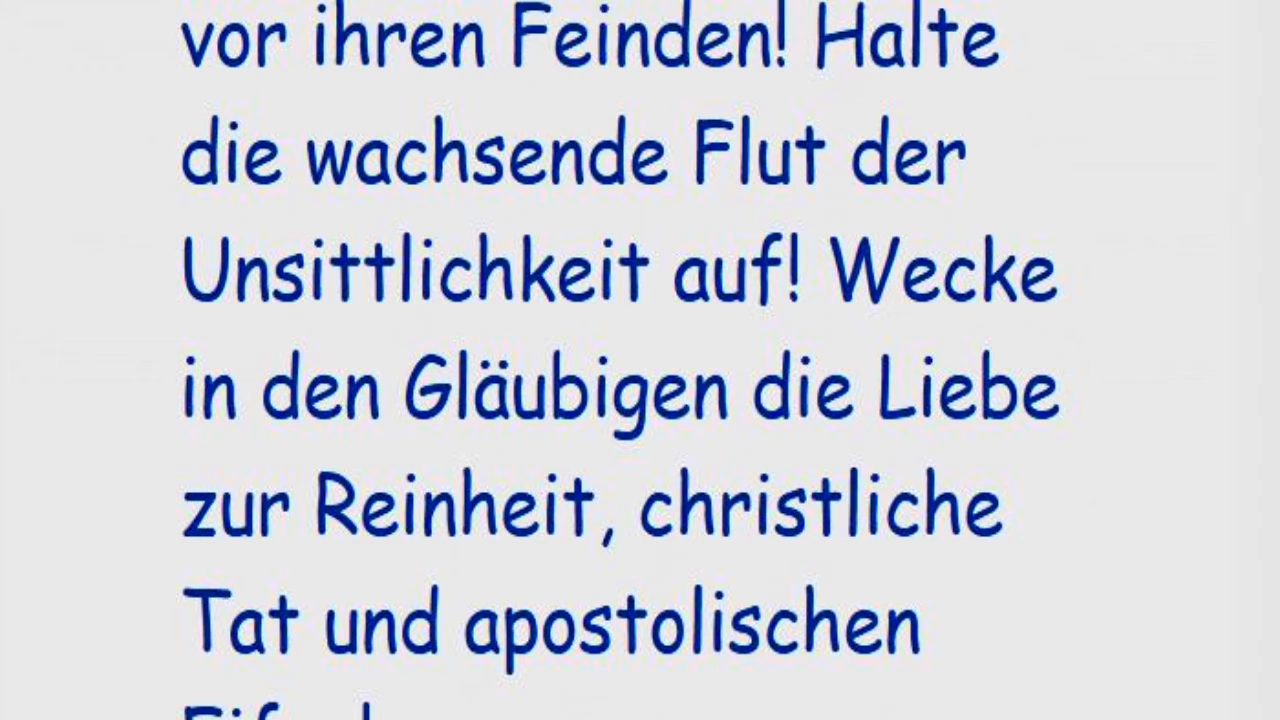 vor ihren Feinden! Halte
die wachsende Flut der
Unsittlichkeit auf! Wecke
in den Gläubigen die Liebe
zur Reinheit, christliche
Tat und apostolischen